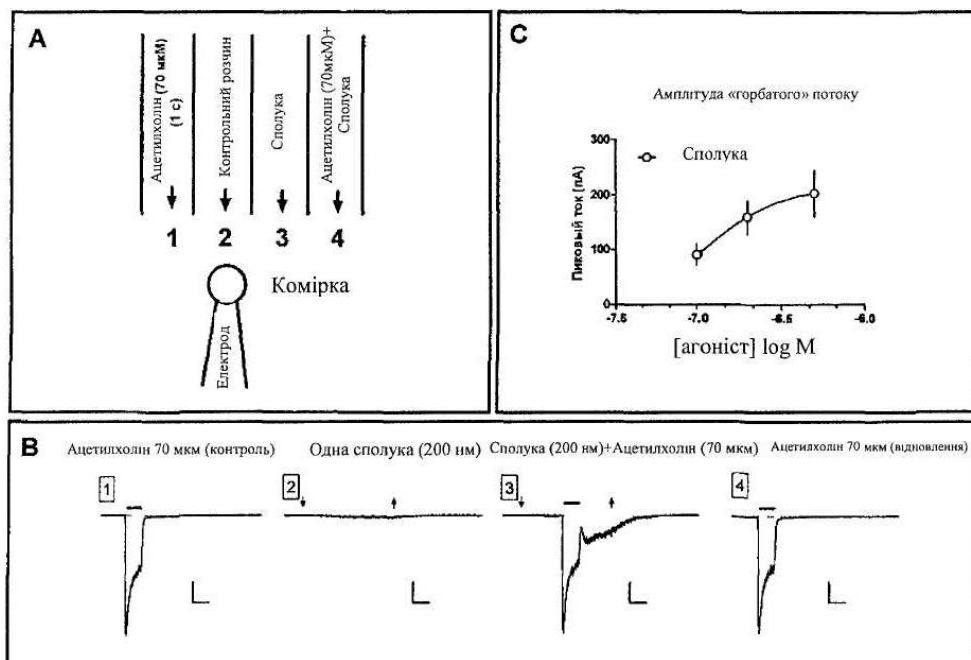 A
Ацетилхолін (70 мкМ)
(1 с)
Контрольний розчин
Сполука
Ацетилхолін (70мкМ)+
Сполука
1
2
3
4
Комірка
Електрод
C
Амплітуда «горбатого» потоку
Сполука
Пиковый ток [пА]
300
200
100
0
-7.5
-7.0
-6.5
-6.0
[агоніст] log M
B
Ацетилхолін 70 мкм (контроль)
Одна сполука (200 нм)
Сполука (200 нм)+Ацетилхолін (70 мкм)
Ацетилхолін 70 мкм (відновлення)
1
2
3
4